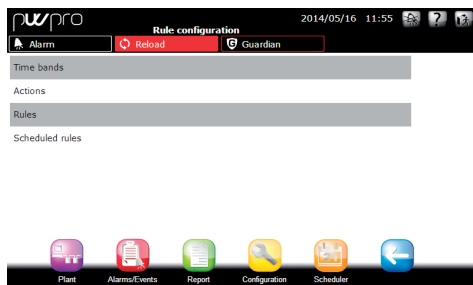 pwpro
Rule configuration
2014/05/16 11:55
?
Alarm
Reload
G Guardian
Time bands
Actions
Rules
Scheduled rules
Plant
Alarms/Events
Report
Configuration
Scheduler